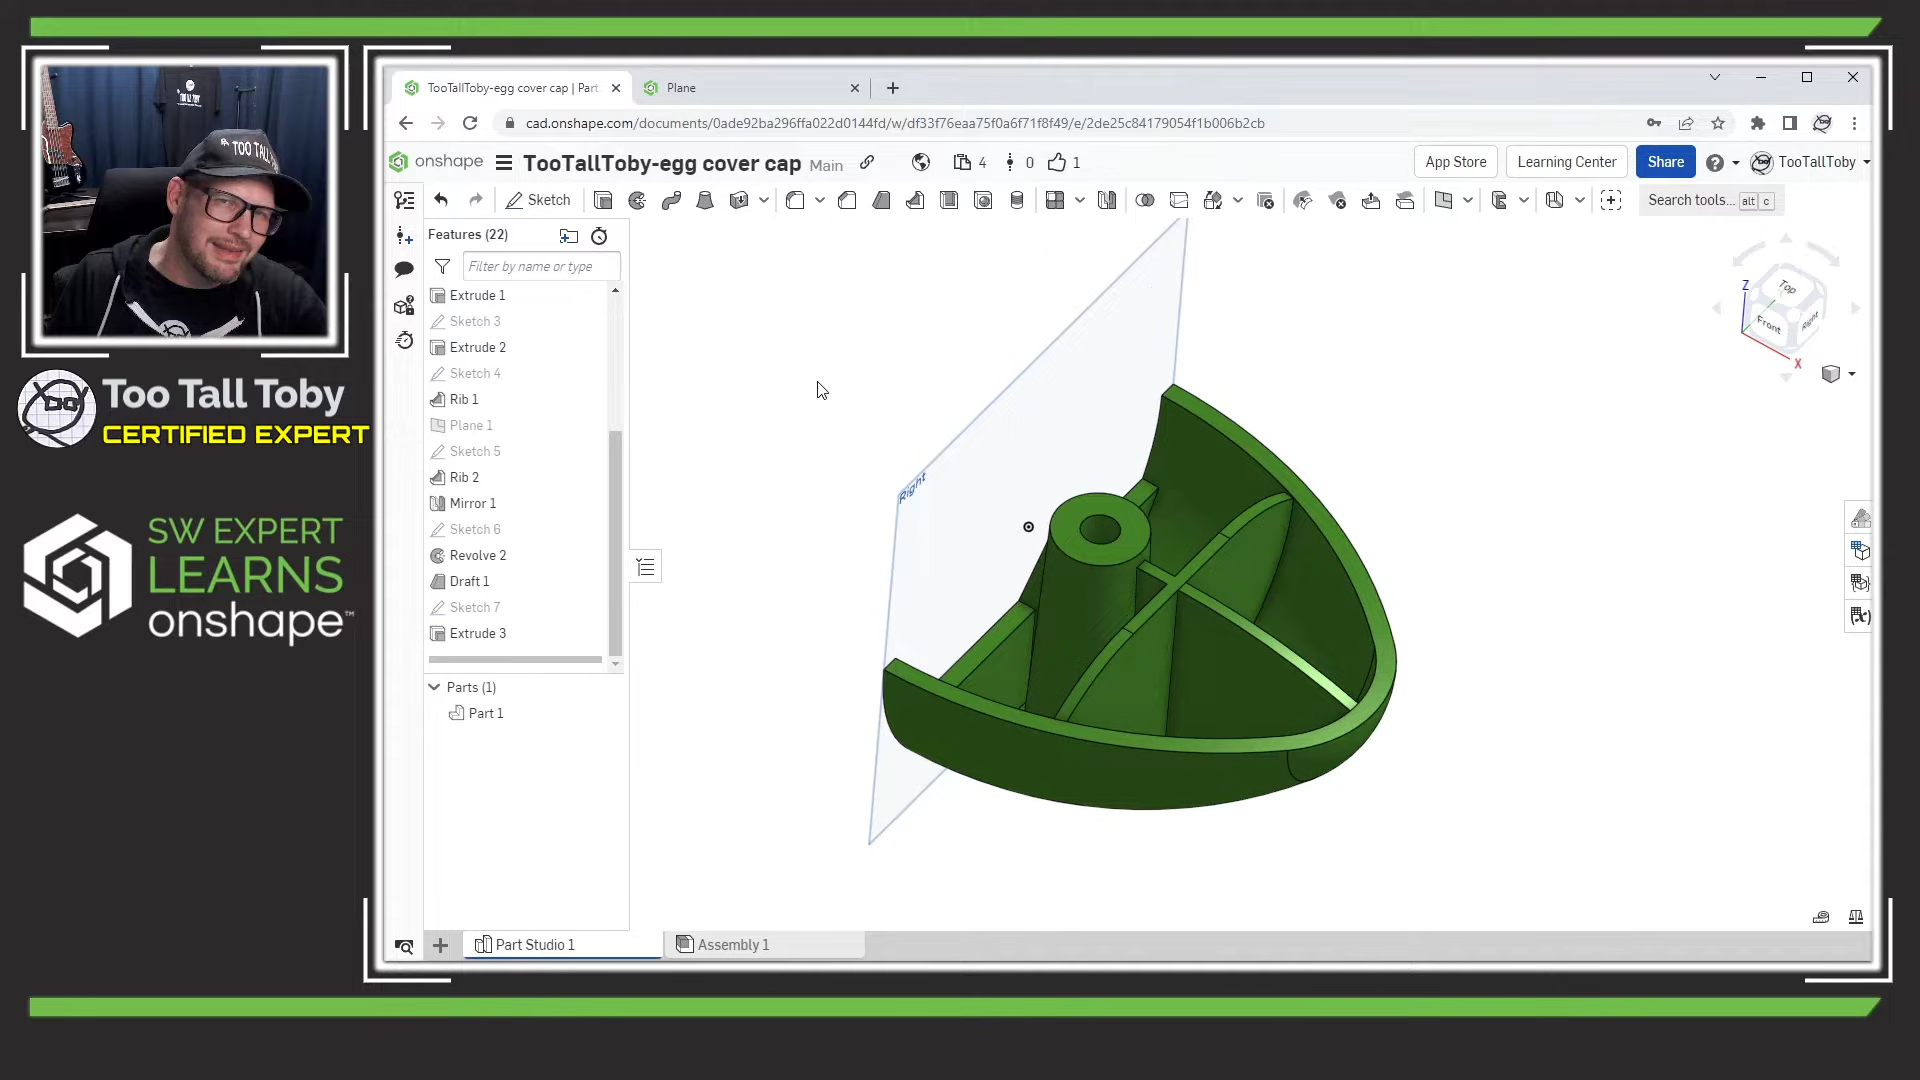 TooTallToby-egg cover cap | Part
Plane
cad.onshape.com/documents/0ade92ba296ffa022d0144fd/w/df33f76eaa75f0a6f71f8f49/e/2de25c84179054f1b006b2cb
onshape
TooTallToby-egg cover cap Main
4
0
1
App Store
Learning Center
Share
TooTallToby
Sketch
Search tools... alt c
Features (22)
Filter by name or type
Extrude 1
Sketch 3
Extrude 2
Sketch 4
Rib 1
Plane 1
Sketch 5
Rib 2
Mirror 1
Sketch 6
Revolve 2
Draft 1
Sketch 7
Extrude 3
Parts (1)
Part 1
Right
Z
Top
Front
Right
X
Part Studio 1
Assembly 1
TOO TAL
Too Tall Toby
CERTIFIED EXPERT
SW EXPERT
LEARNS
onshape™